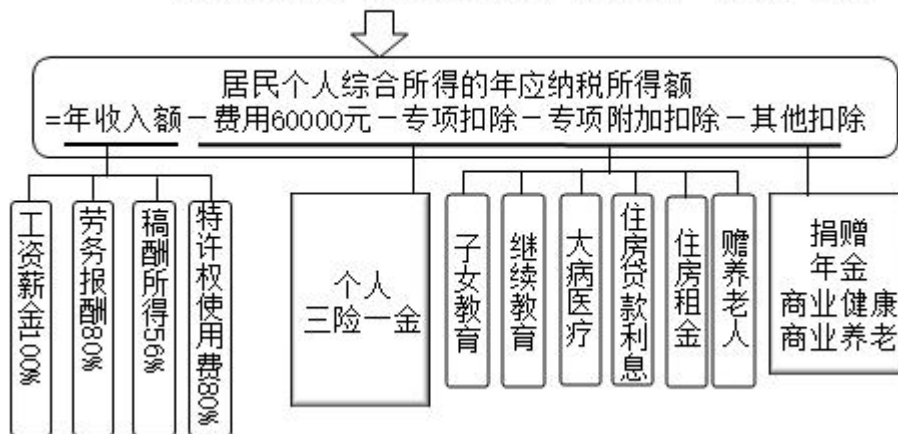 居民个人综合所得的年应纳税所得额
=年收入额－费用60000元－专项扣除－专项附加扣除－其他扣除
工资薪金100%
劳务报酬80%
稿酬所得56%
特许权使用费80%
个人
三险一金
子女教育
继续教育
大病医疗
住房贷款利息
住房租金
赡养老人
捐赠
年金
商业健康
商业养老